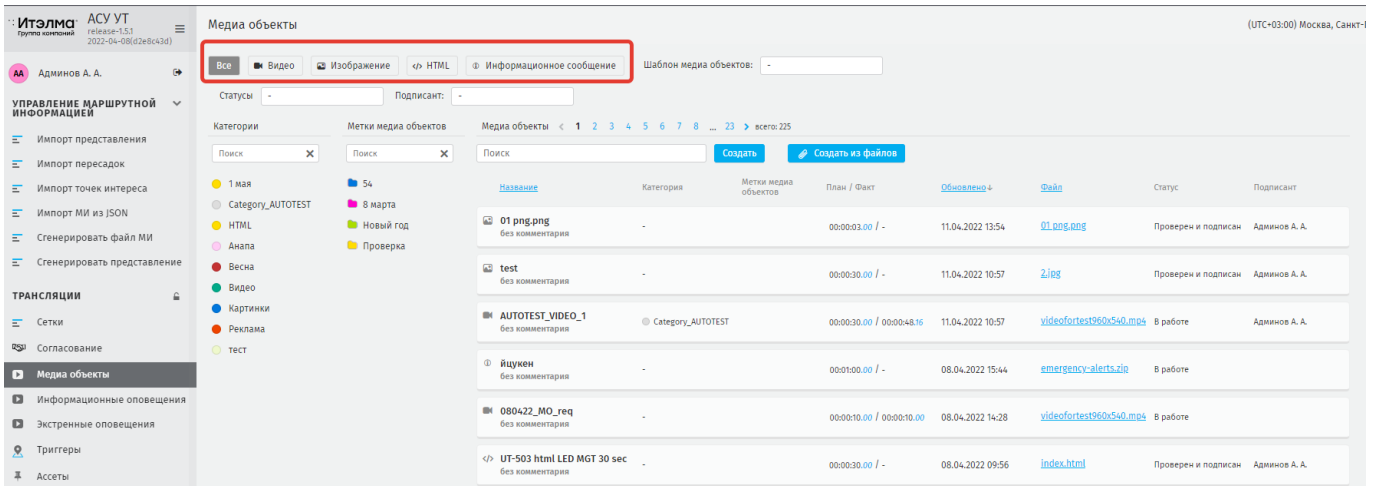 Итэлма
Группа компаний
АСУ УТ
release-1.5.1
2022-04-08(d2e8c43d)
Медиа объекты
(UTC+03:00) Москва, Санкт-
АА Админов А. А.
УПРАВЛЕНИЕ МАРШРУТНОЙ
ИНФОРМАЦИЕЙ
Импорт представления
Импорт пересадок
Импорт точек интереса
Импорт МИ из JSON
Сгенерировать файл МИ
Сгенерировать представление
ТРАНСЛЯЦИИ
Сетки
Согласование
Медиа объекты
Информационные оповещения
Экстренные оповещения
Триггеры
Ассеты
Все Видео Изображение </> HTML Информационное сообщение Шаблон медиа объектов: -
Статусы - Подписант: -
Категории
Поиск
1 мая
Category_AUTOTEST
HTML
Анапа
Весна
Видео
Картинки
Реклама
тест
Метки медиа объектов
Поиск
54
8 марта
Новый год
Проверка
Медиа объекты < 1 2 3 4 5 6 7 8 ... 23 > всего: 225
Поиск Создать Создать из файлов
Название Категория Метки медиа объектов План / Факт Обновлено↓ Файл Статус Подписант
01 png.png - 00:00:03.00 / - 11.04.2022 13:54 01 png.png Проверен и подписан Админов А. А.
без комментария
test - 00:00:30.00 / - 11.04.2022 10:57 2.jpg Проверен и подписан Админов А. А.
без комментария
AUTOTEST_VIDEO_1 Category_AUTOTEST 00:00:30.00 / 00:00:48.16 11.04.2022 10:57 videofortest960x540.mp4 В работе Админов А. А.
без комментария
йцукен - 00:01:00.00 / - 08.04.2022 15:44 emergency-alerts.zip В работе
без комментария
080422_MO_req - 00:00:10.00 / 00:00:10.00 08.04.2022 14:28 videofortest960x540.mp4 В работе
без комментария
</> UT-503 html LED MGT 30 sec - 00:00:30.00 / - 08.04.2022 09:56 index.html Проверен и подписан Админов А. А.
без комментария